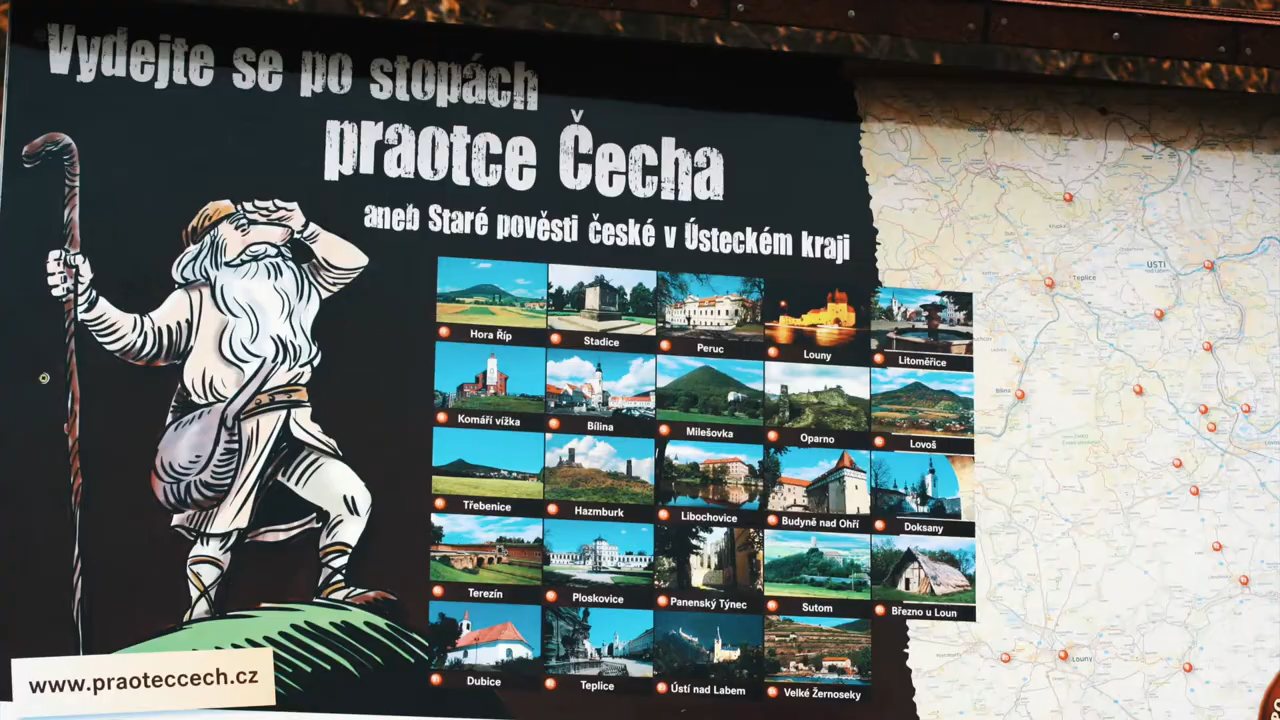 Vydejte se po stopách
praotce Čecha
aneb Staré pověsti české v Ústeckém kraji
Hora Říp
Stadice
Peruc
Louny
Litoměřice
Komáří vížka
Bílina
Milešovka
Oparno
Lovoš
Třebenice
Hazmburk
Libochovice
Budyně nad Ohří
Doksany
Terezín
Ploskovice
Panenský Týnec
Sutom
Březno u Loun
Dubice
Teplice
Ústí nad Labem
Velké Žernoseky
www.praoteccech.cz
Teplice
USTI
Bílina
Louny